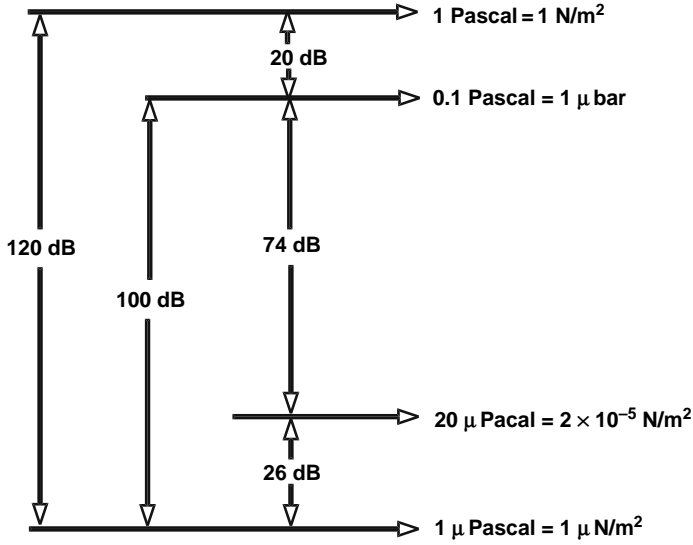 1 Pascal = 1 N/m²
20 dB
0.1 Pascal = 1 μ bar
120 dB
74 dB
100 dB
20 μ Pacal = 2 × 10⁻⁵ N/m²
26 dB
1 μ Pascal = 1 μ N/m²